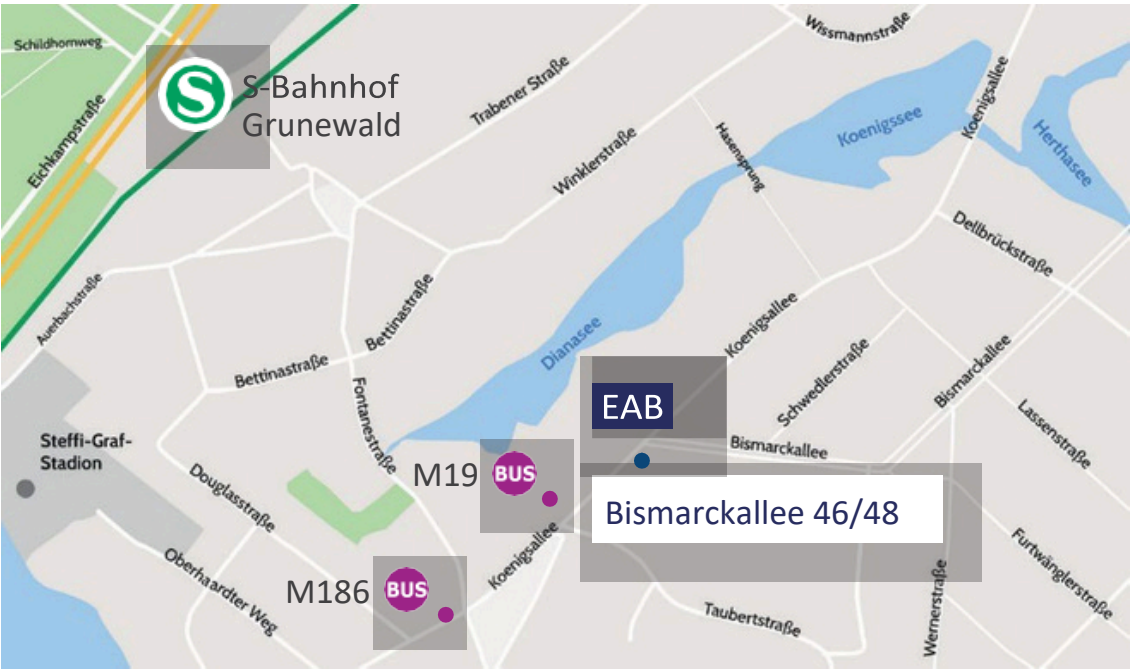 Schildhornweg
Wissmannstraße
S
S-Bahnhof
Grunewald
Trabener Straße
Koenigsallee
Koenigssee
Eichkampstraße
Winklerstraße
Hasensprung
Herthasee
Dellbrückstraße
Auerbachstraße
Bettinastraße
Koenigsallee
Dianasee
Bettinastraße
Schwedlerstraße
Bismarckallee
Fontanestraße
EAB
Lassenstraße
Steffi-Graf-
Stadion
Bismarckallee
M19 BUS
Douglasstraße
Bismarckallee 46/48
Koenigsallee
Oberhaardter Weg
M186 BUS
Furtwänglerstraße
Taubertstraße
Wernerstraße